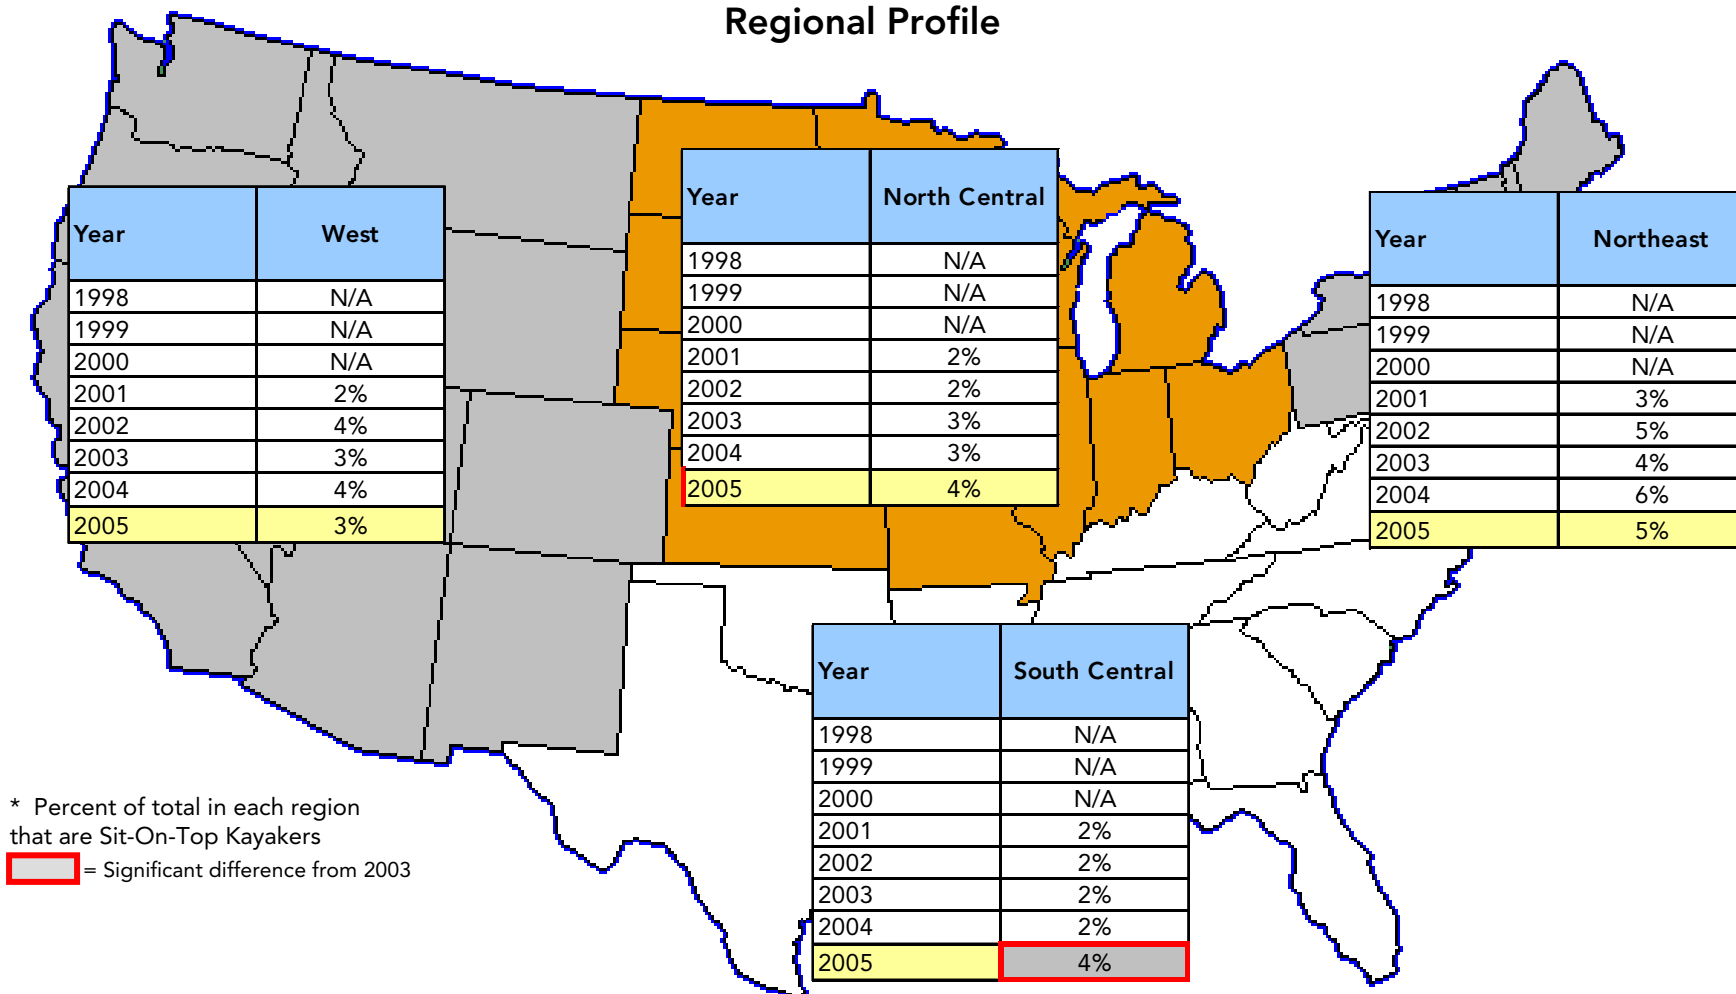 Regional Profile
Year West
1998 N/A
1999 N/A
2000 N/A
2001 2%
2002 4%
2003 3%
2004 4%
2005 3%
Year North Central
1998 N/A
1999 N/A
2000 N/A
2001 2%
2002 2%
2003 3%
2004 3%
2005 4%
Year Northeast
1998 N/A
1999 N/A
2000 N/A
2001 3%
2002 5%
2003 4%
2004 6%
2005 5%
Year South Central
1998 N/A
1999 N/A
2000 N/A
2001 2%
2002 2%
2003 2%
2004 2%
2005 4%
* Percent of total in each region
that are Sit-On-Top Kayakers
= Significant difference from 2003